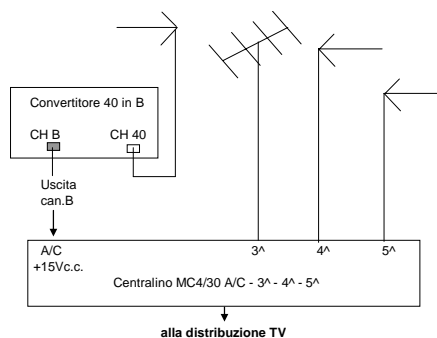 Convertitore 40 in B
CH B CH 40
Uscita
can.B
A/C 3^ 4^ 5^
+15Vc.c.
Centralino MC4/30 A/C - 3^ - 4^ - 5^
alla distribuzione TV